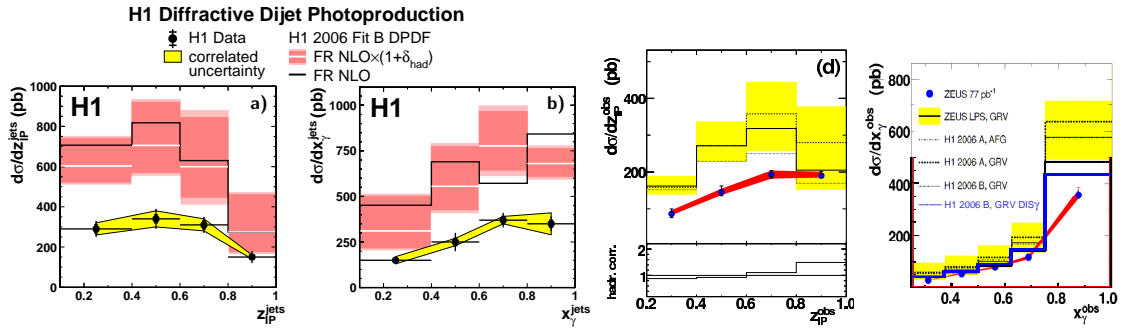 H1 Diffractive Dijet Photoproduction
H1 Data
correlated
uncertainty
H1 2006 Fit B DPDF
FR NLO×(1+δhad)
FR NLO
H1
a)
dσ/dz_IP^jets (pb)
1000
800
600
400
200
0
0.2 0.4 0.6 0.8
z_IP^jets
H1
b)
dσ/dx_γ^jets (pb)
1000
750
500
250
0
0.2 0.4 0.6 0.8 1
x_γ^jets
(d)
dσ/dz_IP^obs (pb)
400
200
0
hadr. corr.
2
1
0.2 0.4 0.6 0.8 1.0
z_IP^obs
dσ/dx_γ^obs (pb)
800
600
400
200
0
ZEUS 77 pb⁻¹
ZEUS LPS, GRV
H1 2006 A, AFG
H1 2006 A, GRV
H1 2006 B, GRV
H1 2006 B, GRV DISγ
0.4 0.6 0.8 1.0
x_γ^obs